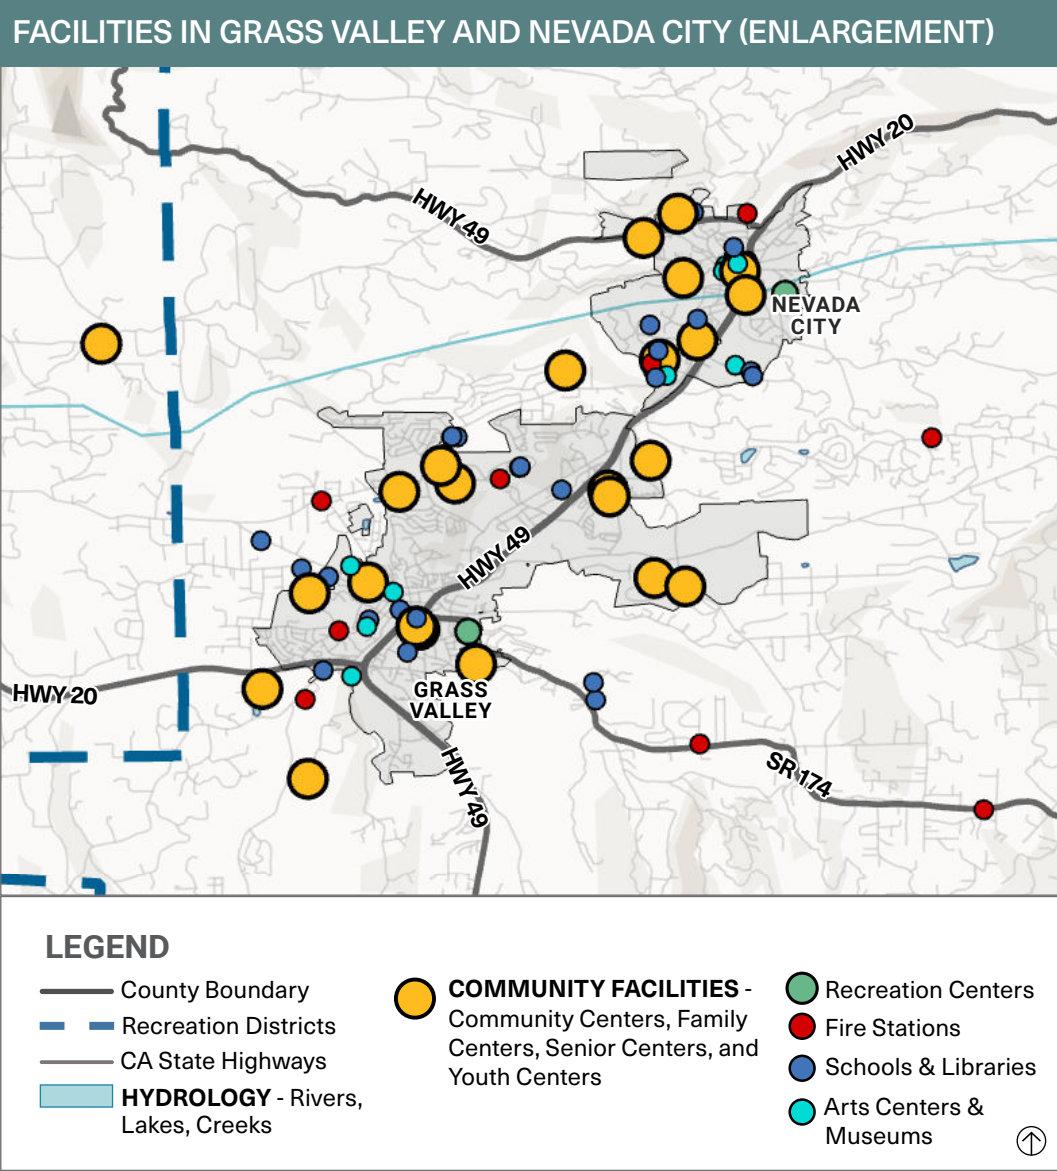 FACILITIES IN GRASS VALLEY AND NEVADA CITY (ENLARGEMENT)
HWY 20
HWY 49
NEVADA
CITY
HWY 49
HWY 20
GRASS
VALLEY
HWY 49
SR 174
LEGEND
County Boundary
Recreation Districts
CA State Highways
HYDROLOGY - Rivers,
Lakes, Creeks
COMMUNITY FACILITIES -
Community Centers, Family
Centers, Senior Centers, and
Youth Centers
Recreation Centers
Fire Stations
Schools & Libraries
Arts Centers &
Museums